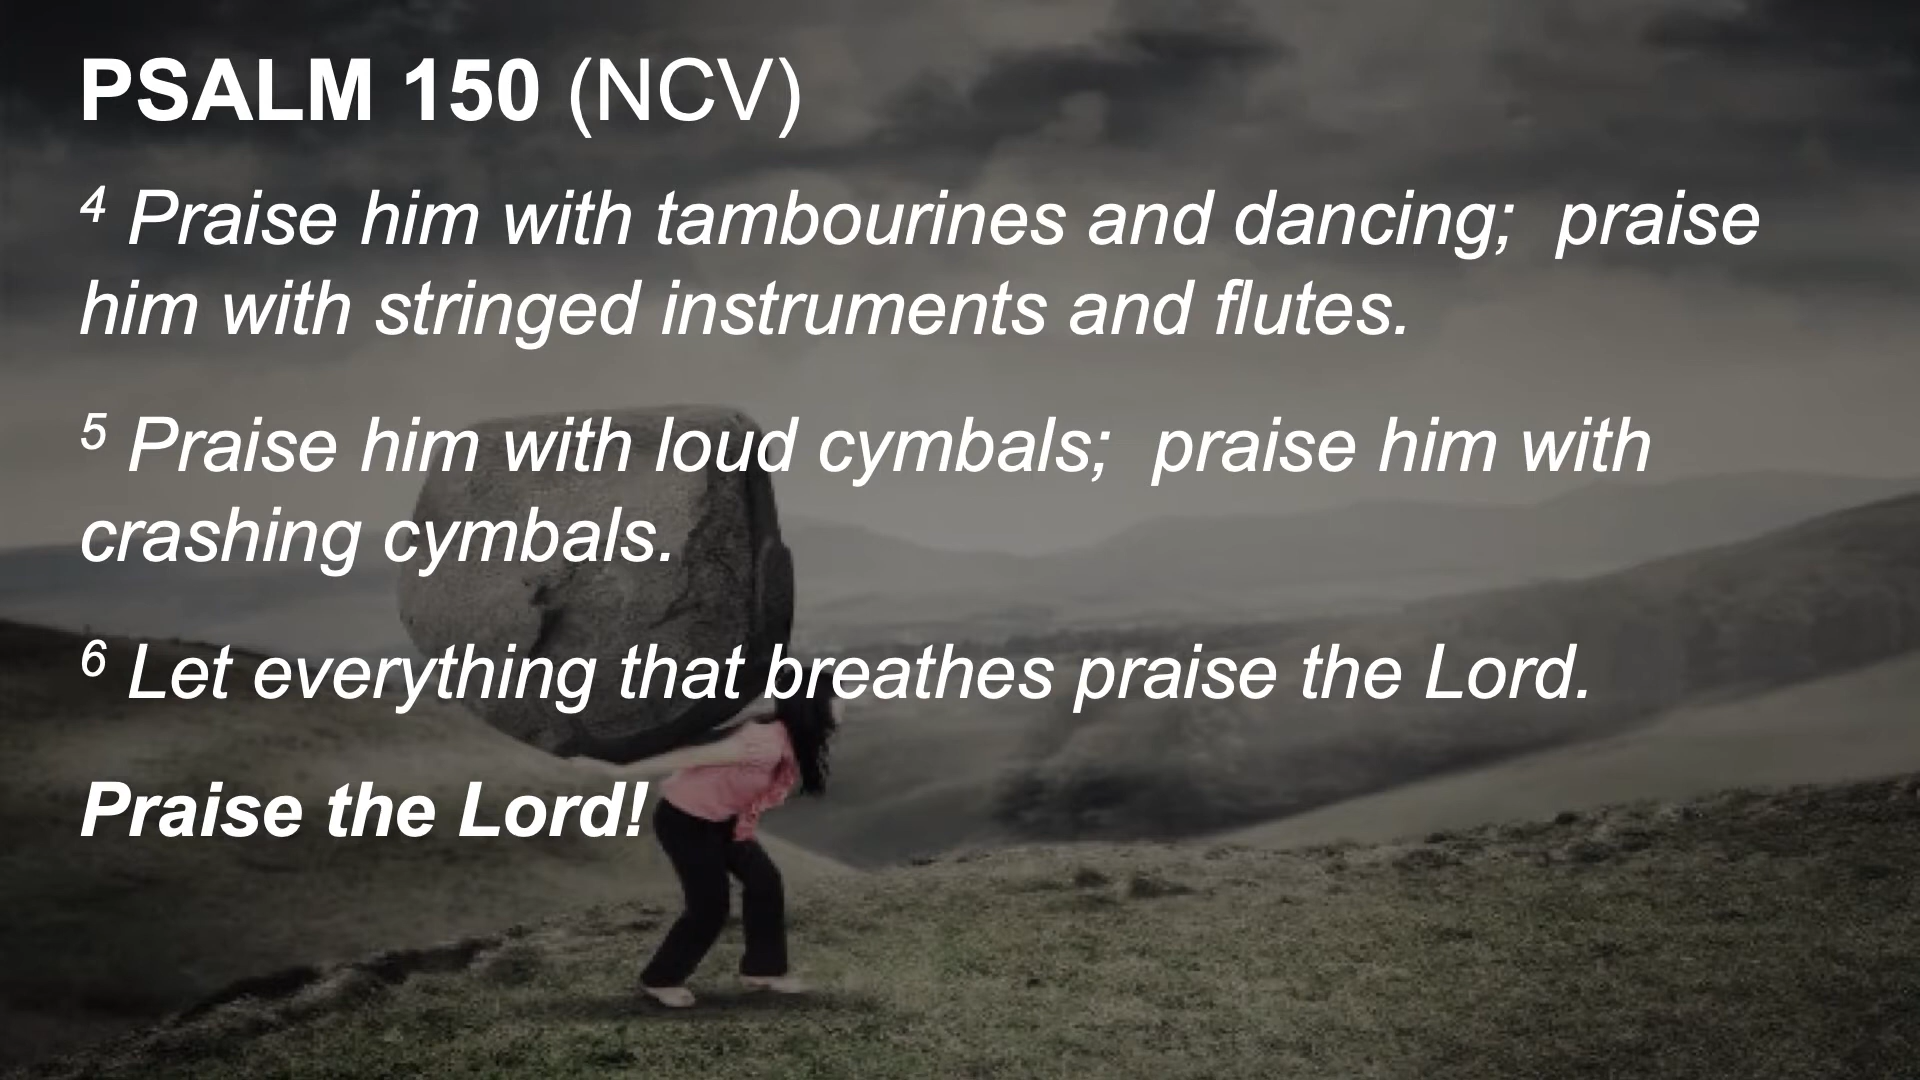 PSALM 150 (NCV)
4 Praise him with tambourines and dancing;  praise
him with stringed instruments and flutes.
5 Praise him with loud cymbals;  praise him with
crashing cymbals.
6 Let everything that breathes praise the Lord.
Praise the Lord!